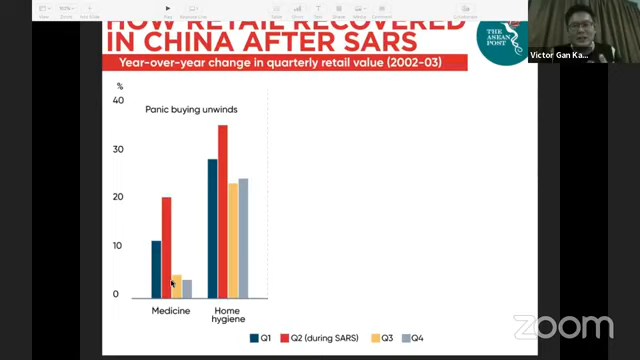 HOW RETAIL RECOVERED
IN CHINA AFTER SARS
Year-over-year change in quarterly retail value (2002-03)
THE
ASEAN
POST
Victor Gan Ka...
%
40
Panic buying unwinds
30
20
10
0
Medicine
Home
hygiene
Q1
Q2 (during SARS)
Q3
Q4
zoom